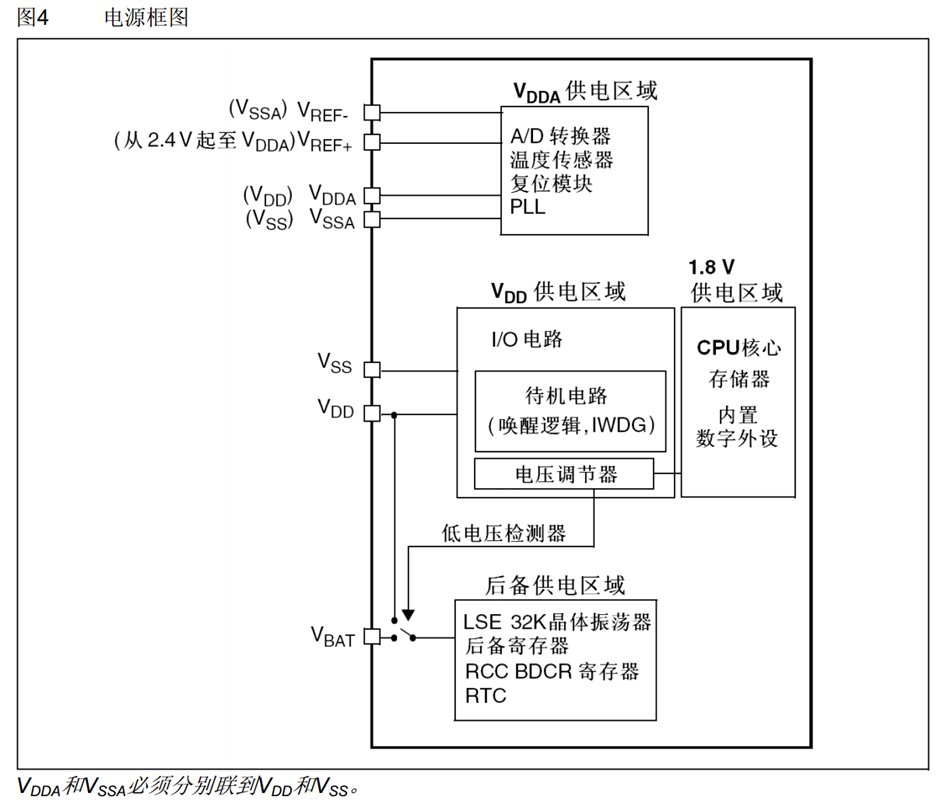 图4 电源框图
VDDA 供电区域
(VSSA) VREF-
(从 2.4 V 起至 VDDA)VREF+
(VDD) VDDA
(VSS) VSSA
A/D 转换器
温度传感器
复位模块
PLL
1.8 V
供电区域
VDD 供电区域
I/O 电路
VSS
VDD
待机电路
(唤醒逻辑,IWDG)
电压调节器
CPU核心
存储器
内置
数字外设
低电压检测器
后备供电区域
VBAT
LSE 32K晶体振荡器
后备寄存器
RCC BDCR 寄存器
RTC
VDDA和VSSA必须分别联到VDD和VSS。